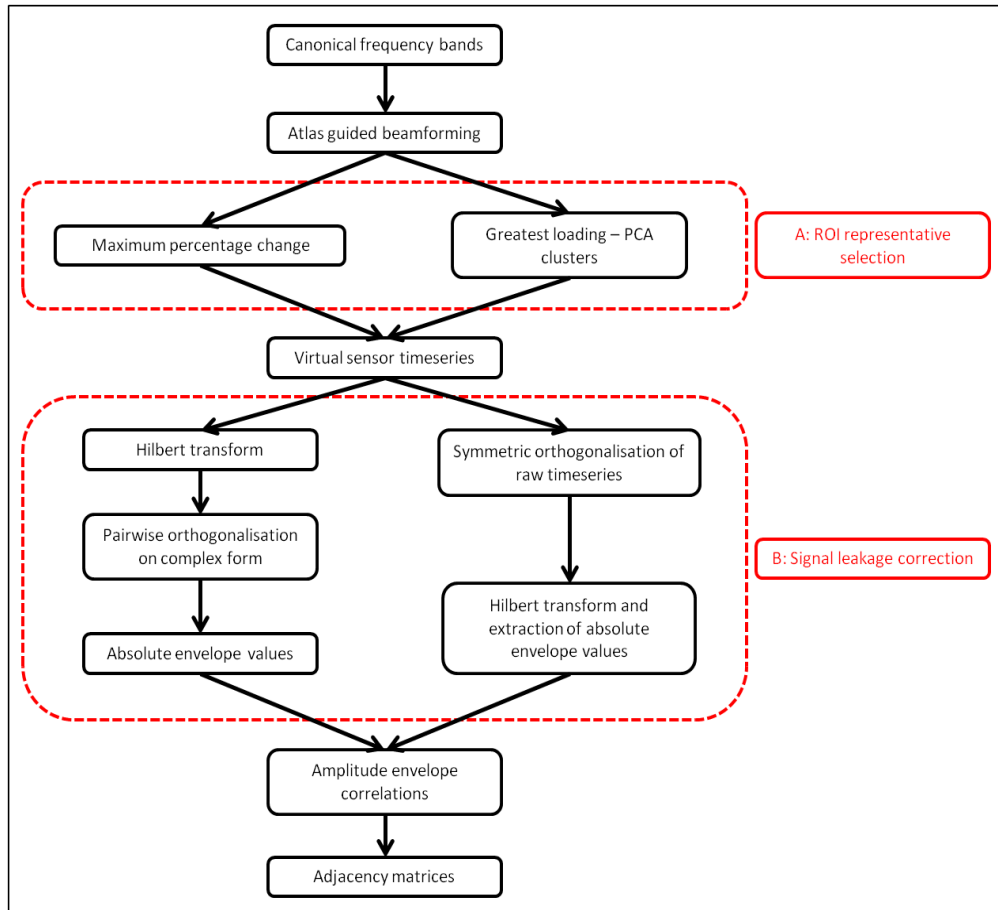 Canonical frequency bands
Atlas guided beamforming
Maximum percentage change
Greatest loading – PCA
clusters
A: ROI representative
selection
Virtual sensor timeseries
Hilbert transform
Symmetric orthogonalisation of
raw timeseries
Pairwise orthogonalisation
on complex form
B: Signal leakage correction
Hilbert transform and
extraction of absolute
envelope values
Absolute envelope values
Amplitude envelope
correlations
Adjacency matrices